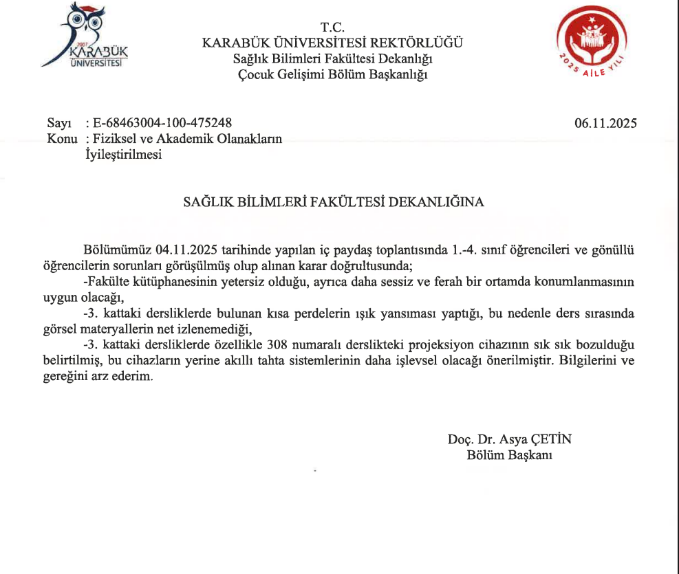 2007
KARABÜK
ÜNİVERSİTESİ
T.C.
KARABÜK ÜNİVERSİTESİ REKTÖRLÜĞÜ
Sağlık Bilimleri Fakültesi Dekanlığı
Çocuk Gelişimi Bölüm Başkanlığı
2025 AİLE YILI
Sayı : E-68463004-100-475248
06.11.2025
Konu : Fiziksel ve Akademik Olanakların
İyileştirilmesi
SAĞLIK BİLİMLERİ FAKÜLTESİ DEKANLIĞINA
Bölümümüz 04.11.2025 tarihinde yapılan iç paydaş toplantısında 1.-4. sınıf öğrencileri ve gönüllü
öğrencilerin sorunları görüşülmüş olup alınan karar doğrultusunda;
-Fakülte kütüphanesinin yetersiz olduğu, ayrıca daha sessiz ve ferah bir ortamda konumlanmasının
uygun olacağı,
-3. kattaki dersliklerde bulunan kısa perdelerin ışık yansıması yaptığı, bu nedenle ders sırasında
görsel materyallerin net izlenemediği,
-3. kattaki dersliklerde özellikle 308 numaralı derslikteki projeksiyon cihazının sık sık bozulduğu
belirtilmiş, bu cihazların yerine akıllı tahta sistemlerinin daha işlevsel olacağı önerilmiştir. Bilgilerini ve
gereğini arz ederim.
Doç. Dr. Asya ÇETİN
Bölüm Başkanı